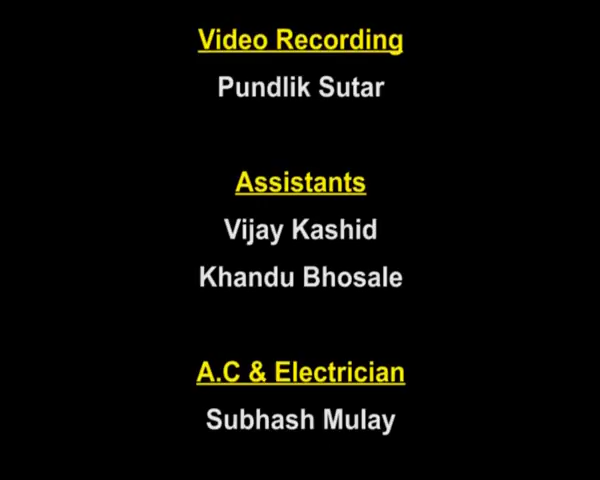 Video Recording
Pundlik Sutar
Assistants
Vijay Kashid
Khandu Bhosale
A.C & Electrician
Subhash Mulay